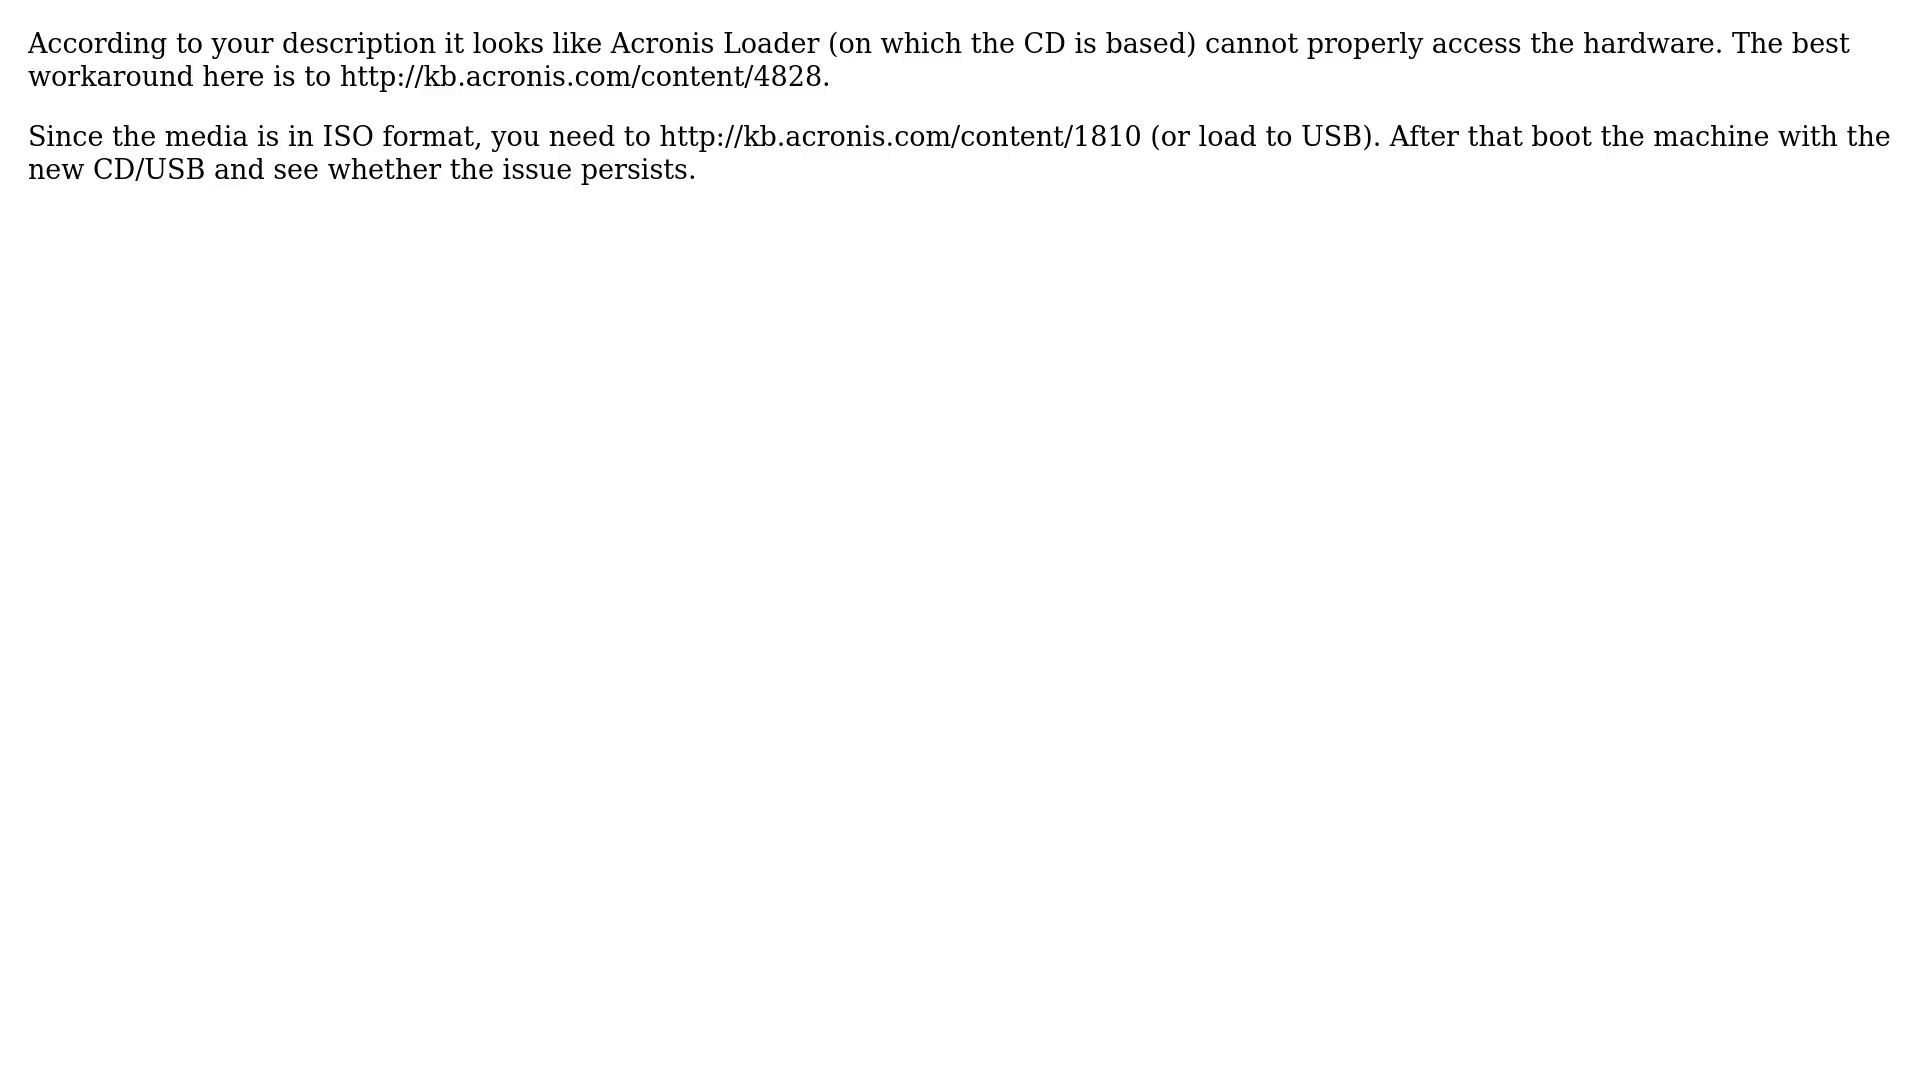 According to your description it looks like Acronis Loader (on which the CD is based) cannot properly access the hardware. The best
workaround here is to http://kb.acronis.com/content/4828.
Since the media is in ISO format, you need to http://kb.acronis.com/content/1810 (or load to USB). After that boot the machine with the
new CD/USB and see whether the issue persists.